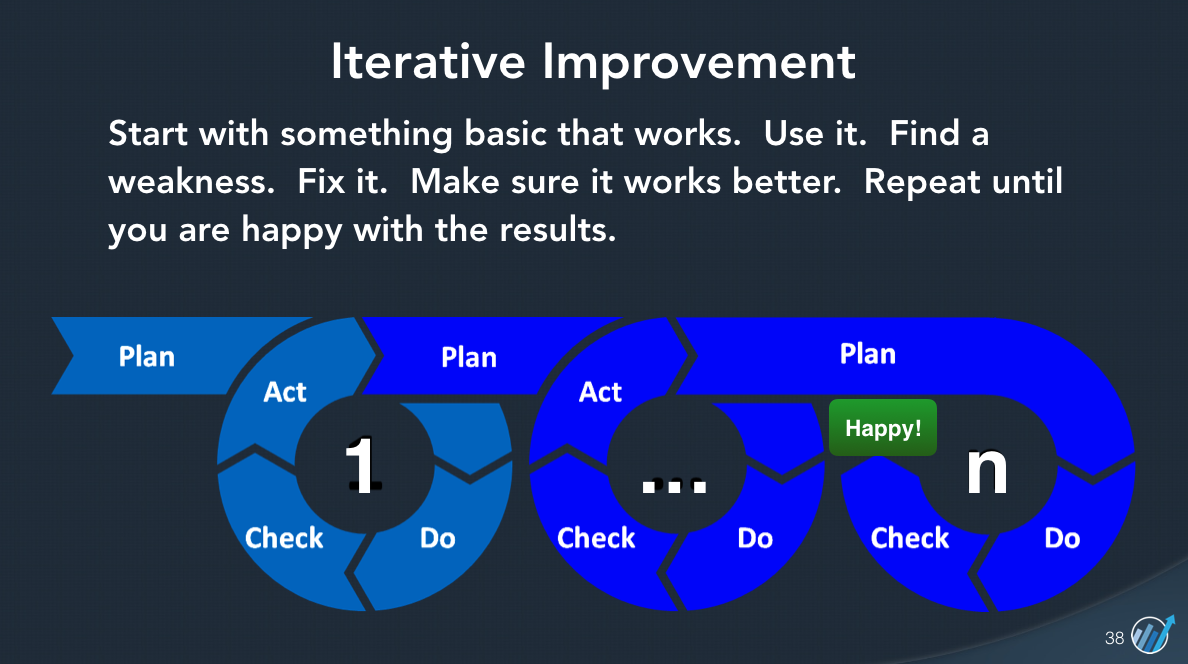 Iterative Improvement
Start with something basic that works.  Use it.  Find a
weakness.  Fix it.  Make sure it works better.  Repeat until
you are happy with the results.
Plan
Plan
Plan
Act
Act
Happy!
1
...
n
Check
Do
Check
Do
Check
Do
38